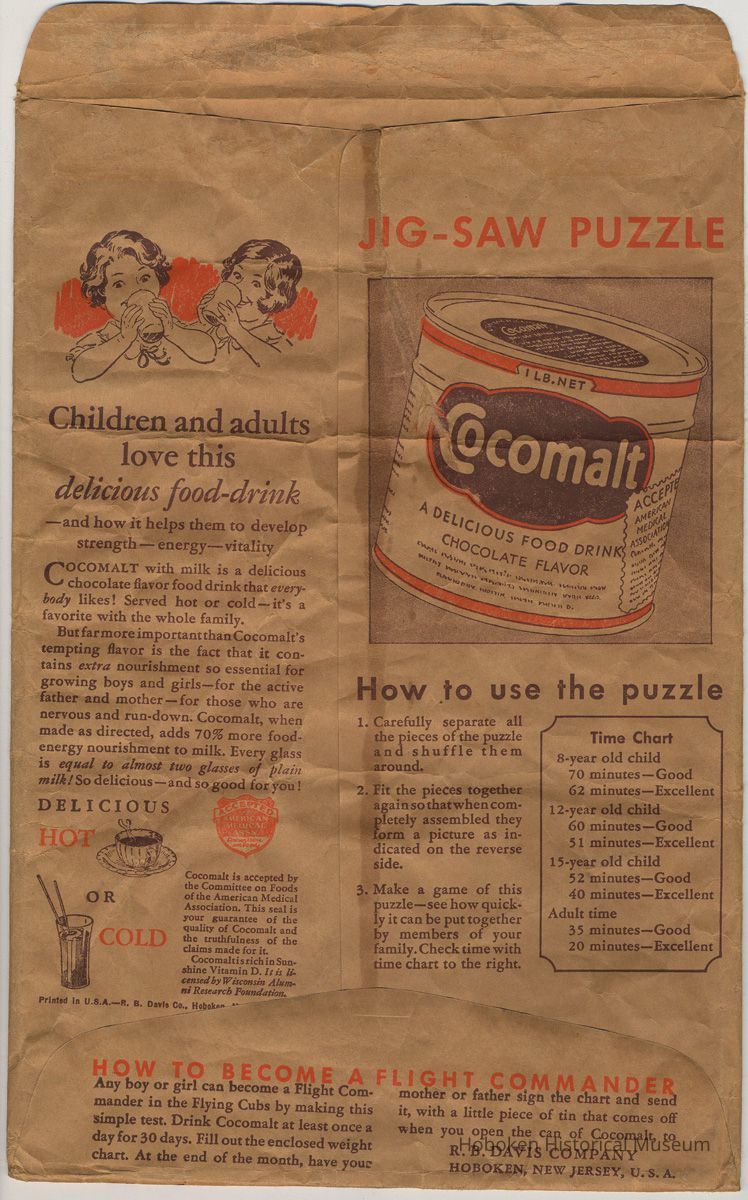 Children and adults
love this
delicious food-drink
—and how it helps them to develop
strength—energy—vitality
COCOMALT with milk is a delicious
chocolate flavor food drink that every-
body likes! Served hot or cold—it's a
favorite with the whole family.
But far more important than Cocomalt's
tempting flavor is the fact that it con-
tains extra nourishment so essential for
growing boys and girls—for the active
father and mother—for those who are
nervous and run-down. Cocomalt, when
made as directed, adds 70% more food-
energy nourishment to milk. Every glass
is equal to almost two glasses of plain
milk! So delicious—and so good for you!
DELICIOUS
HOT
OR
COLD
ACCEPTED
AMERICAN
MEDICAL
ASSN.
Cocomalt is accepted by
the Committee on Foods
of the American Medical
Association. This seal is
your guarantee of the
quality of Cocomalt and
the truthfulness of the
claims made for it.
Cocomalt is rich in Sun-
shine Vitamin D. It is li-
censed by Wisconsin Alum-
ni Research Foundation.
Printed in U.S.A.—R. B. Davis Co., Hoboken,
JIG-SAW PUZZLE
Cocomalt
1 LB. NET
Cocomalt
A DELICIOUS FOOD DRINK
CHOCOLATE FLAVOR
ACCEPTE
AMERICAN
MEDICAL
ASSOCIATION
How to use the puzzle
1. Carefully separate all
the pieces of the puzzle
and shuffle them
around.
2. Fit the pieces together
again so that when com-
pletely assembled they
form a picture as in-
dicated on the reverse
side.
3. Make a game of this
puzzle—see how quick-
ly it can be put together
by members of your
family. Check time with
time chart to the right.
Time Chart
8-year old child
70 minutes—Good
62 minutes—Excellent
12-year old child
60 minutes—Good
51 minutes—Excellent
15-year old child
52 minutes—Good
40 minutes—Excellent
Adult time
35 minutes—Good
20 minutes—Excellent
HOW TO BECOME A FLIGHT COMMANDER
Any boy or girl can become a Flight Com-
mander in the Flying Cubs by making this
simple test. Drink Cocomalt at least once a
day for 30 days. Fill out the enclosed weight
chart. At the end of the month, have your
mother or father sign the chart and send
it, with a little piece of tin that comes off
when you open the can of Cocomalt, to
R. B. DAVIS COMPANY
HOBOKEN, NEW JERSEY, U. S. A.
Hoboken Historical Museum